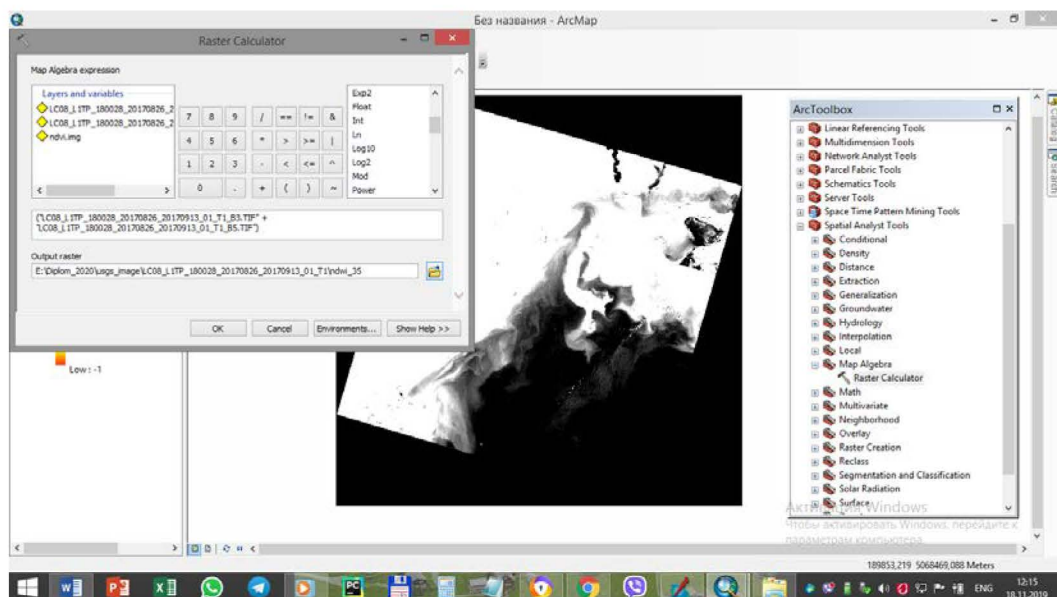 Без названия - ArcMap
Raster Calculator
Map Algebra expression
Layers and variables
LC08_L1TP_180028_20170826_2
LC08_L1TP_180028_20170826_2
ndvi.img
7 8 9 / == != &
4 5 6 * > >= |
1 2 3 - < <= ^
0 . + ( ) ~
Exp2
Float
Int
Ln
Log10
Log2
Mod
Power
("LC08_L1TP_180028_20170826_20170913_01_T1_B3.TIF" +
"LC08_L1TP_180028_20170826_20170913_01_T1_B5.TIF")
Output raster
E:\Diplom_2020\usgs_image\LC08_L1TP_180028_20170826_20170913_01_T1\ndwi_35
OK Cancel Environments... Show Help >>
Low : -1
ArcToolbox
Linear Referencing Tools
Multidimension Tools
Network Analyst Tools
Parcel Fabric Tools
Schematics Tools
Server Tools
Space Time Pattern Mining Tools
Spatial Analyst Tools
Conditional
Density
Distance
Extraction
Generalization
Groundwater
Hydrology
Interpolation
Local
Map Algebra
Raster Calculator
Math
Multivariate
Neighborhood
Overlay
Raster Creation
Reclass
Segmentation and Classification
Solar Radiation
Surface
Catalog
Search
Активация Windows
Чтобы активировать Windows, перейдите к
параметрам компьютера.
189853,219 5068469,088 Meters
ENG
12:15
18.11.2019